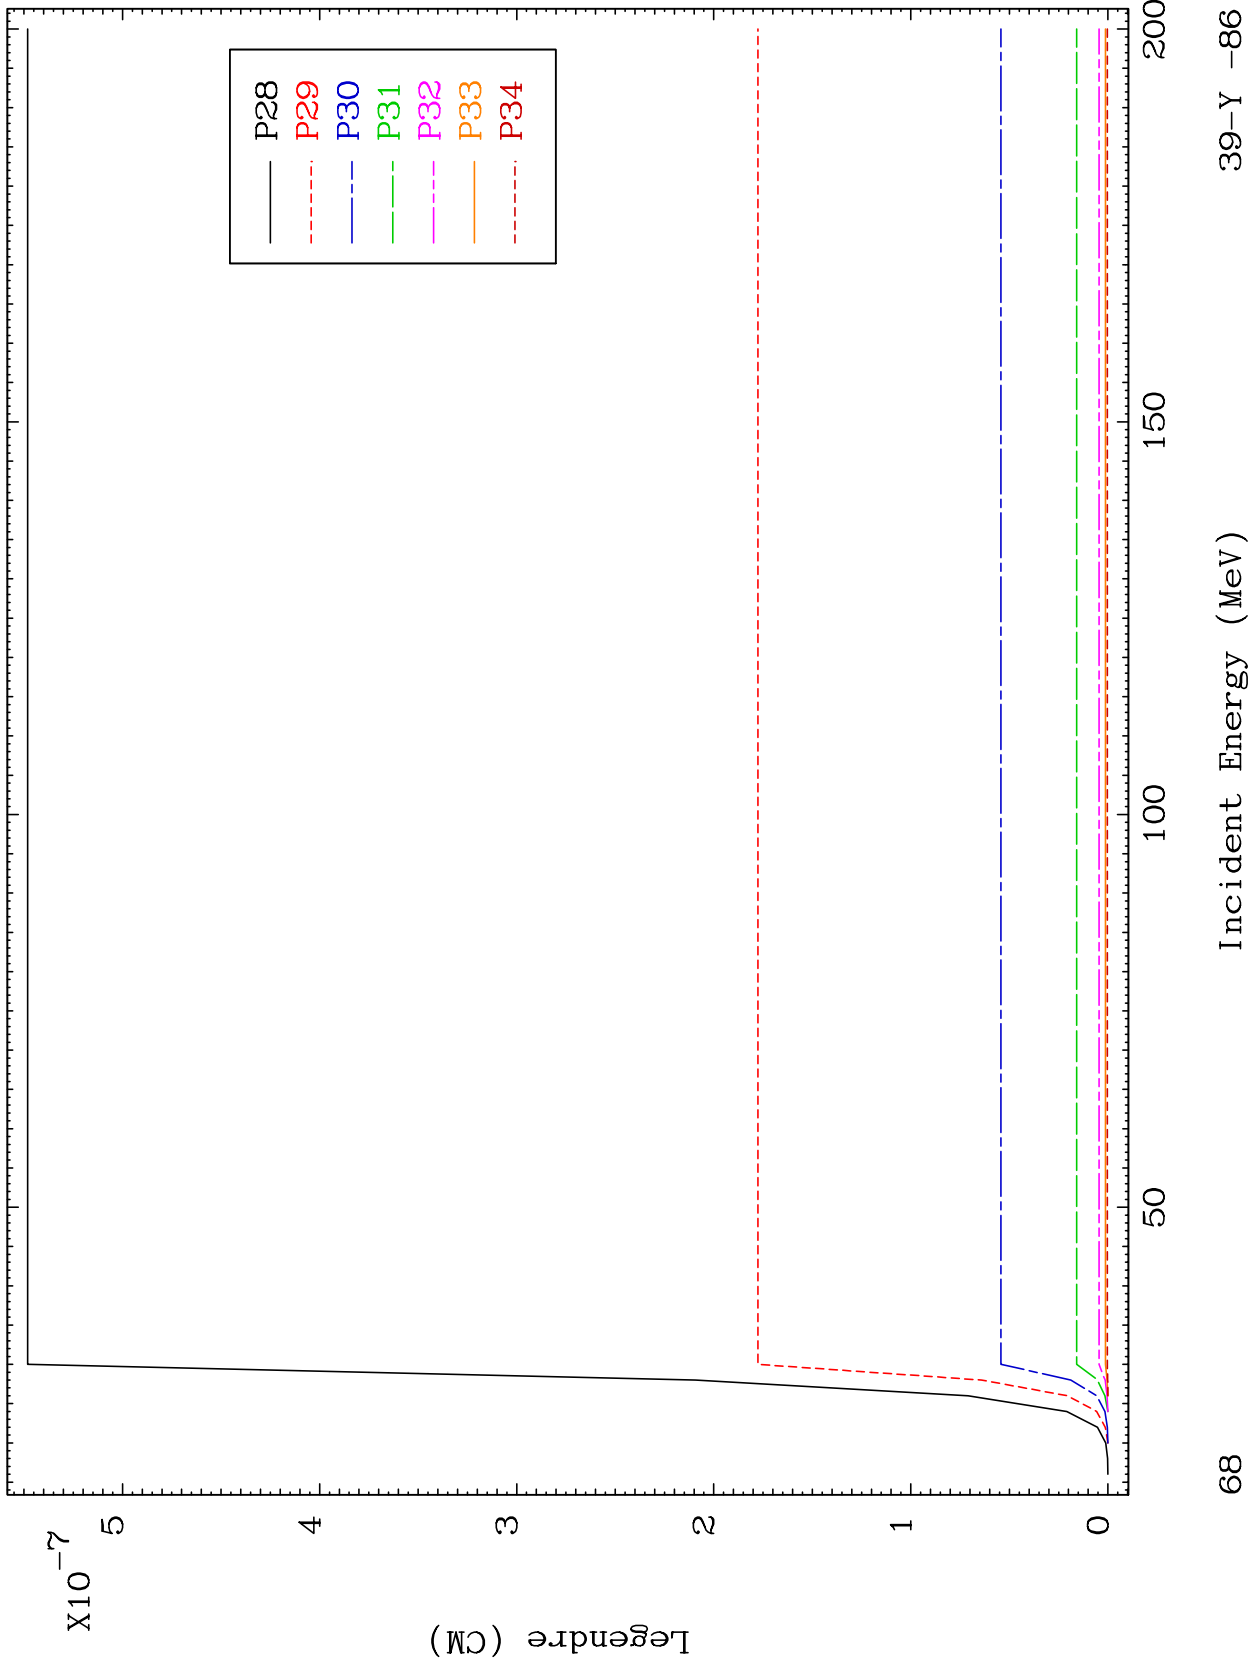 X10-7
5
4
3
2
1
0
Legendre (CM)
P28
P29
P30
P31
P32
P33
P34
50
100
150
200
Incident Energy (MeV)
68
39-Y -86